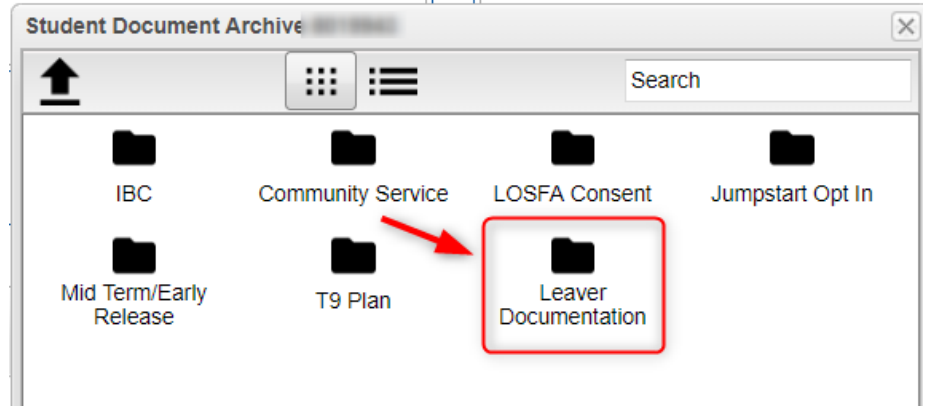 Student Document Archive
Search
IBC
Community Service
LOSFA Consent
Jumpstart Opt In
Mid Term/Early
Release
T9 Plan
Leaver
Documentation